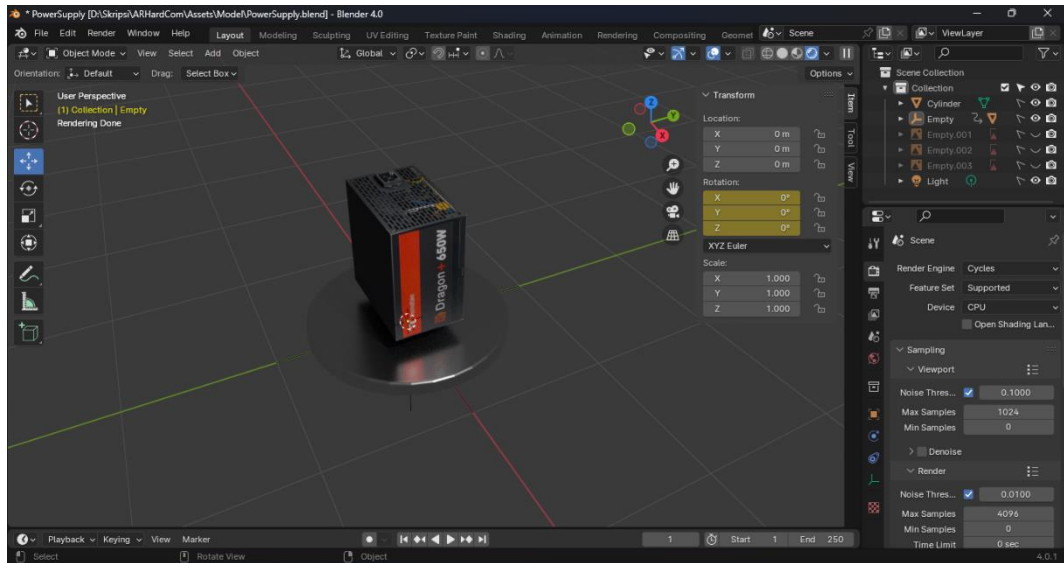 * PowerSupply [D:\Skripsi\ARHardCom\Assets\Model\PowerSupply.blend] - Blender 4.0
File Edit Render Window Help Layout Modeling Sculpting UV Editing Texture Paint Shading Animation Rendering Compositing Geomet Scene ViewLayer
Object Mode View Select Add Object Global
Orientation: Default Drag: Select Box Options
User Perspective
(1) Collection | Empty
Rendering Done
Dragon+ 650W
Z
Y
X
Transform
Location:
X 0 m
Y 0 m
Z 0 m
Rotation:
X 0°
Y 0°
Z 0°
XYZ Euler
Scale:
X 1.000
Y 1.000
Z 1.000
Item
Tool
View
Scene Collection
Collection
Cylinder
Empty
Empty.001
Empty.002
Empty.003
Light
Scene
Render Engine Cycles
Feature Set Supported
Device CPU
Open Shading Lan...
Sampling
Viewport
Noise Thres... 0.1000
Max Samples 1024
Min Samples 0
Denoise
Render
Noise Thres... 0.0100
Max Samples 4096
Min Samples 0
Time Limit 0 sec
Playback Keying View Marker 1 Start 1 End 250
Select Rotate View Object 4.0.1